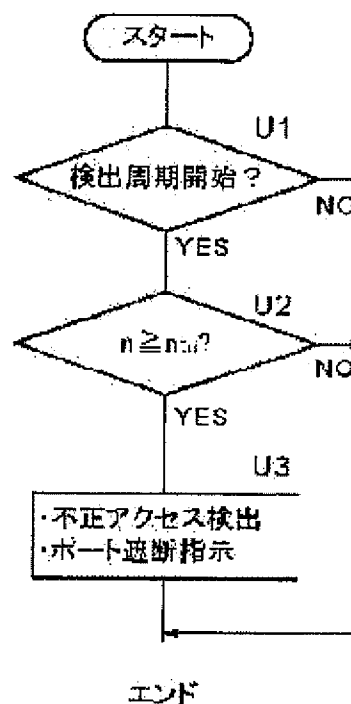 スタート
U1
検出周期開始？
NO
YES
U2
NO
YES
U3
・不正アクセス検出
・ポート遮断指示
エンド